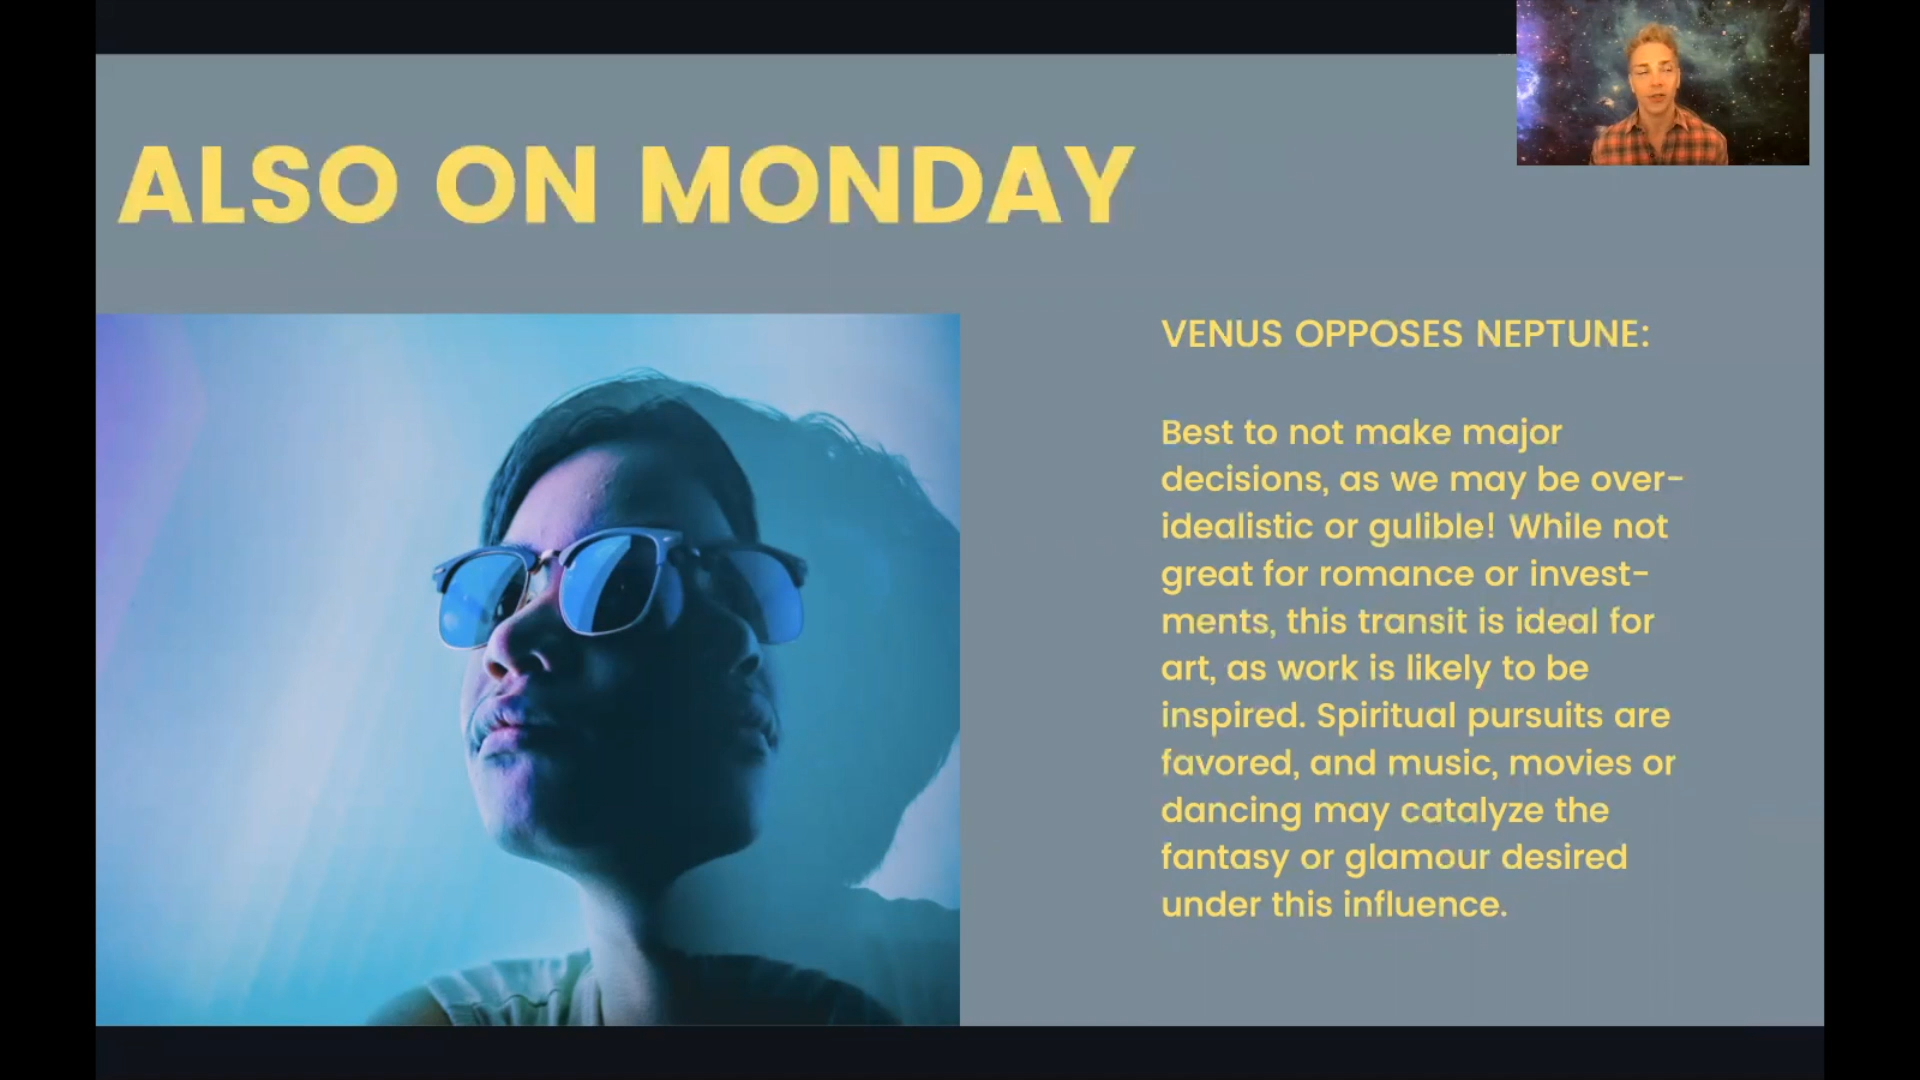 ALSO ON MONDAY
VENUS OPPOSES NEPTUNE:
Best to not make major
decisions, as we may be over-
idealistic or gulible! While not
great for romance or invest-
ments, this transit is ideal for
art, as work is likely to be
inspired. Spiritual pursuits are
favored, and music, movies or
dancing may catalyze the
fantasy or glamour desired
under this influence.